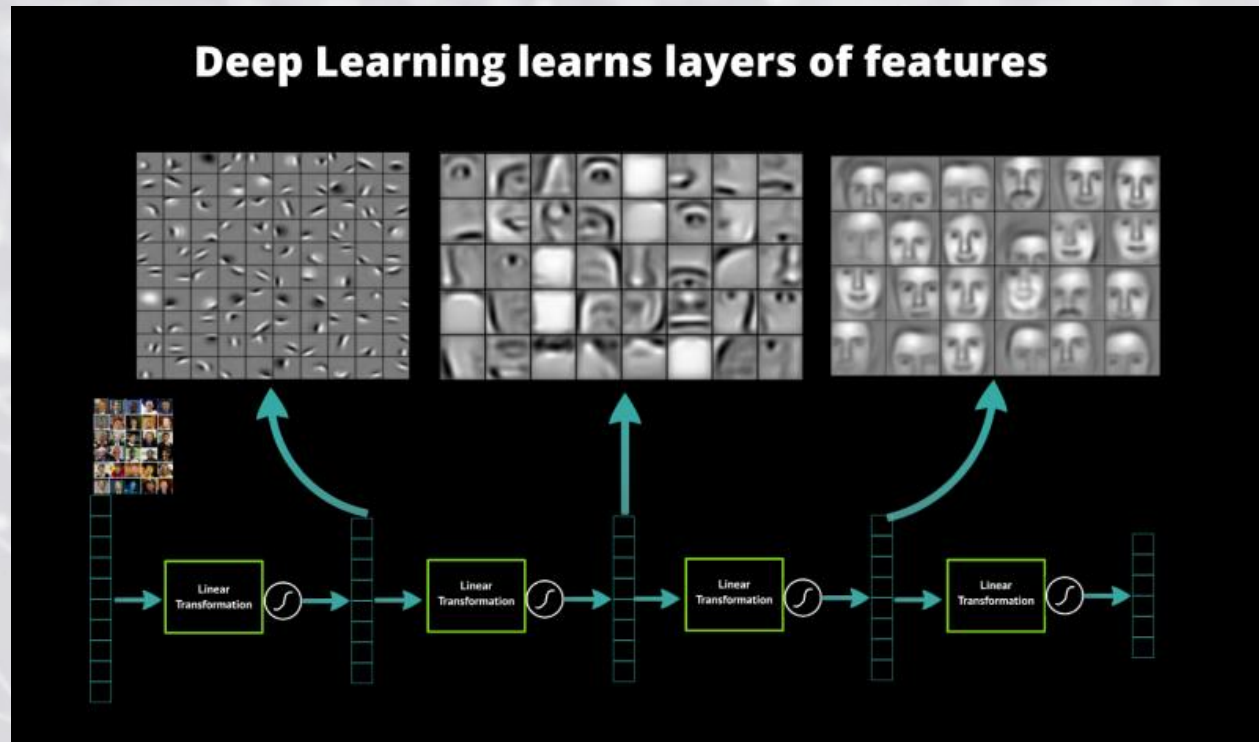 Deep Learning learns layers of features
Linear
Transformation
Linear
Transformation
Linear
Transformation
Linear
Transformation